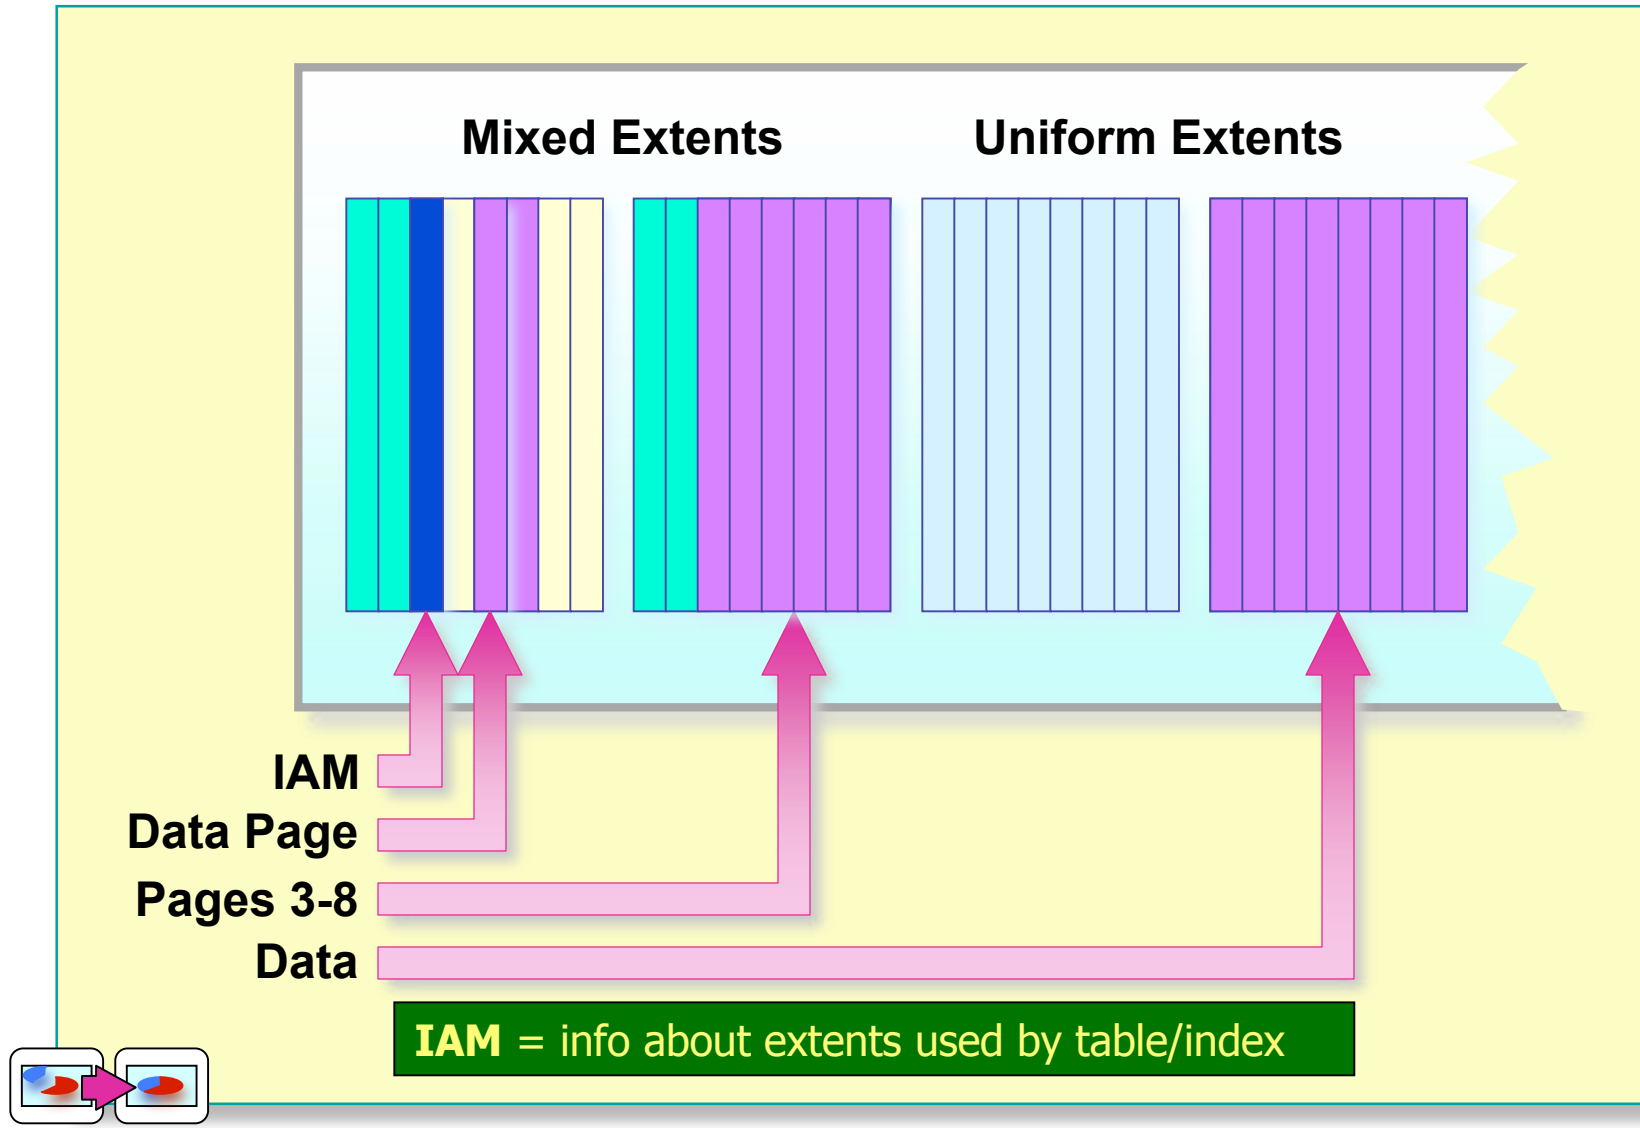 Mixed Extents
Uniform Extents
IAM
Data Page
Pages 3-8
Data
IAM = info about extents used by table/index